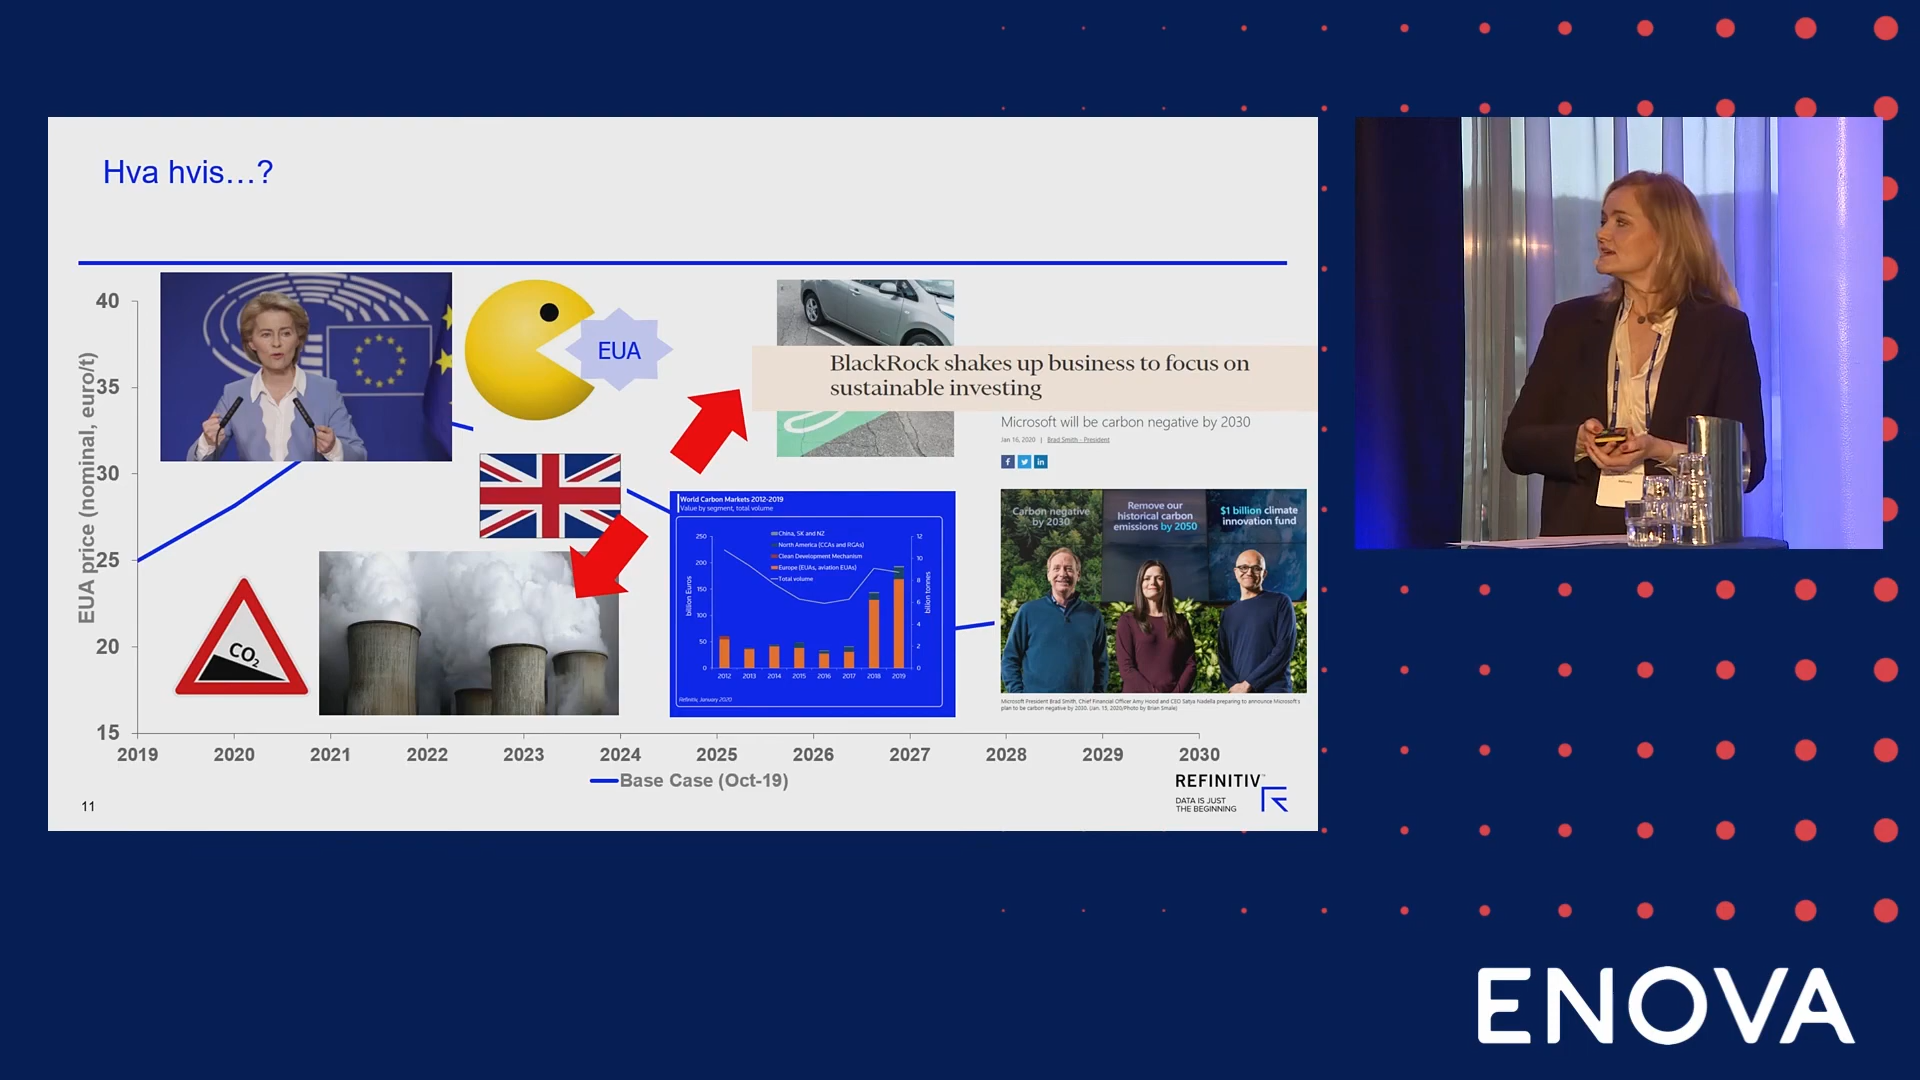 Hva hvis…?
40
35
30
25
20
15
EUA price (nominal, euro/t)
EUA
BlackRock shakes up business to focus on
sustainable investing
Microsoft will be carbon negative by 2030
Jan 16, 2020 | Brad Smith - President
Carbon negative
by 2030
Remove our
historical carbon
emissions by 2050
$1 billion climate
innovation fund
Microsoft President Brad Smith, Chief Financial Officer Amy Hood and CEO Satya Nadella preparing to announce Microsoft's
plan to be carbon negative by 2030. (Jan. 15, 2020/Photo by Brian Smale)
CO2
World Carbon Markets 2012-2019
Value by segment, total volume
China, SK and NZ
North America (CCAs and RGAs)
Clean Development Mechanism
Europe (EUAs, aviation EUAs)
Total volume
250
200
150
100
50
0
billion Euros
12
10
8
6
4
2
0
billion tonnes
2012 2013 2014 2015 2016 2017 2018 2019
Refinitiv, January 2020
2019 2020 2021 2022 2023 2024 2025 2026 2027 2028 2029 2030
Base Case (Oct-19)
REFINITIV
DATA IS JUST
THE BEGINNING
11
ENOVA